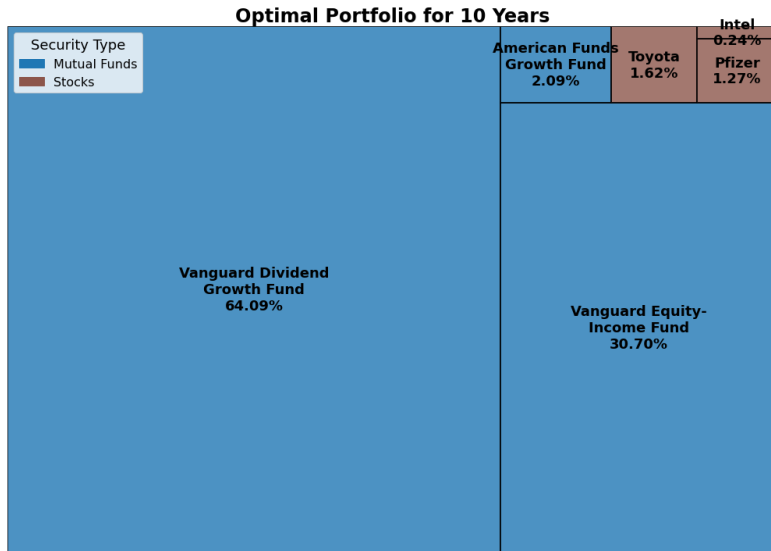 Optimal Portfolio for 10 Years
Security Type
Mutual Funds
Stocks
American Funds
Growth Fund
2.09%
Toyota
1.62%
Intel
0.24%
Pfizer
1.27%
Vanguard Dividend
Growth Fund
64.09%
Vanguard Equity-
Income Fund
30.70%